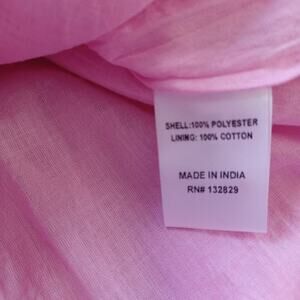 SHELL:100% POLYESTER
LINING: 100% COTTON
MADE IN INDIA
RN# 132829